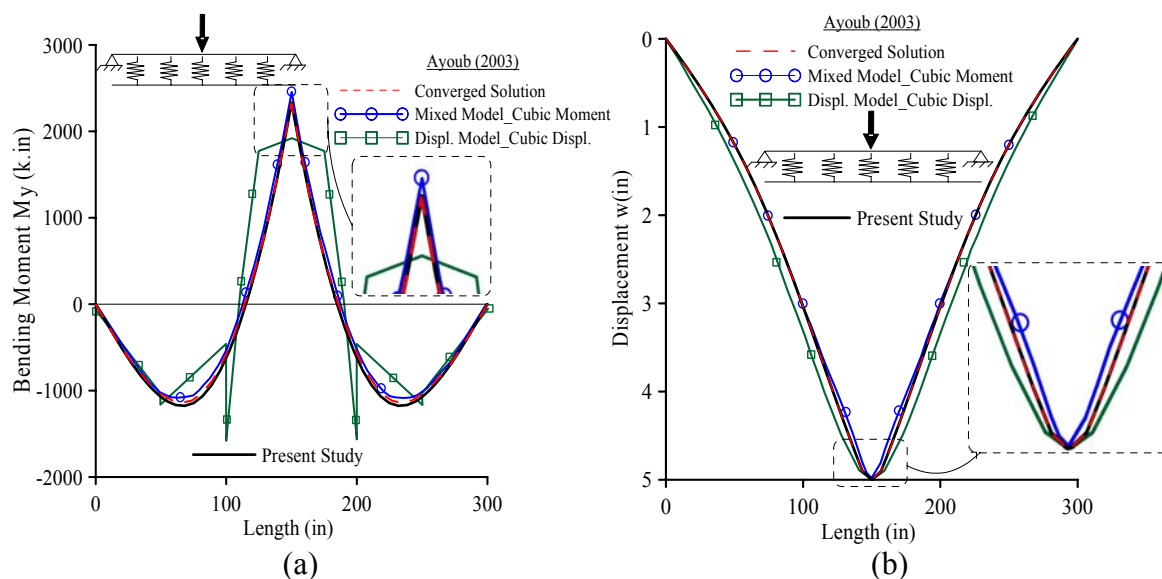 Ayoub (2003)
Converged Solution
Mixed Model_Cubic Moment
Displ. Model_Cubic Displ.
Present Study
3000
2000
1000
0
-1000
-2000
Bending Moment My (k.in)
0
100
200
300
Length (in)
(a)
Ayoub (2003)
Converged Solution
Mixed Model_Cubic Moment
Displ. Model_Cubic Displ.
Present Study
0
1
2
3
4
5
Displacement w(in)
0
100
200
300
Length (in)
(b)